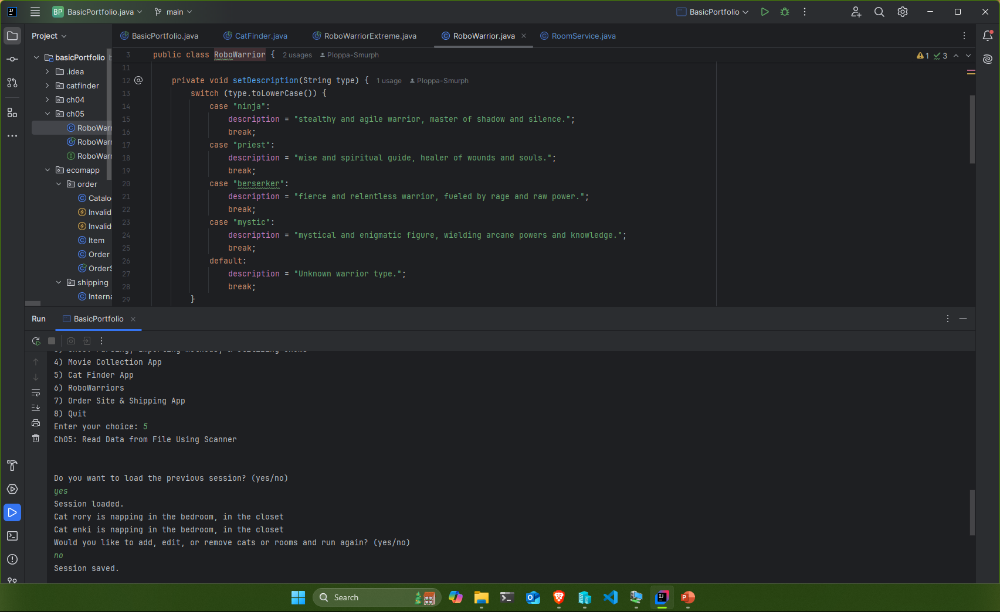 BP BasicPortfolio.java main BasicPortfolio
Project
BasicPortfolio.java CatFinder.java RoboWarriorExtreme.java RoboWarrior.java RoomService.java
basicPortfolio
.idea
catfinder
ch04
ch05
RoboWarr
RoboWarr
RoboWarr
ecomapp
order
Catalo
Invalid
Invalid
Item
Order
OrderS
shipping
Interna
3 public class RoboWarrior { 2 usages Ploppa-Smurph
1 3
11
12 private void setDescription(String type) { 1 usage Ploppa-Smurph
13 switch (type.toLowerCase()) {
14 case "ninja":
15 description = "stealthy and agile warrior, master of shadow and silence.";
16 break;
17 case "priest":
18 description = "wise and spiritual guide, healer of wounds and souls.";
19 break;
20 case "berserker":
21 description = "fierce and relentless warrior, fueled by rage and raw power.";
22 break;
23 case "mystic":
24 description = "mystical and enigmatic figure, wielding arcane powers and knowledge.";
25 break;
26 default:
27 description = "Unknown warrior type.";
28 break;
29 }
Run BasicPortfolio
4) Movie Collection App
5) Cat Finder App
6) RoboWarriors
7) Order Site & Shipping App
8) Quit
Enter your choice: 5
Ch05: Read Data from File Using Scanner
Do you want to load the previous session? (yes/no)
yes
Session loaded.
Cat rory is napping in the bedroom, in the closet
Cat enki is napping in the bedroom, in the closet
Would you like to add, edit, or remove cats or rooms and run again? (yes/no)
no
Session saved.
Search